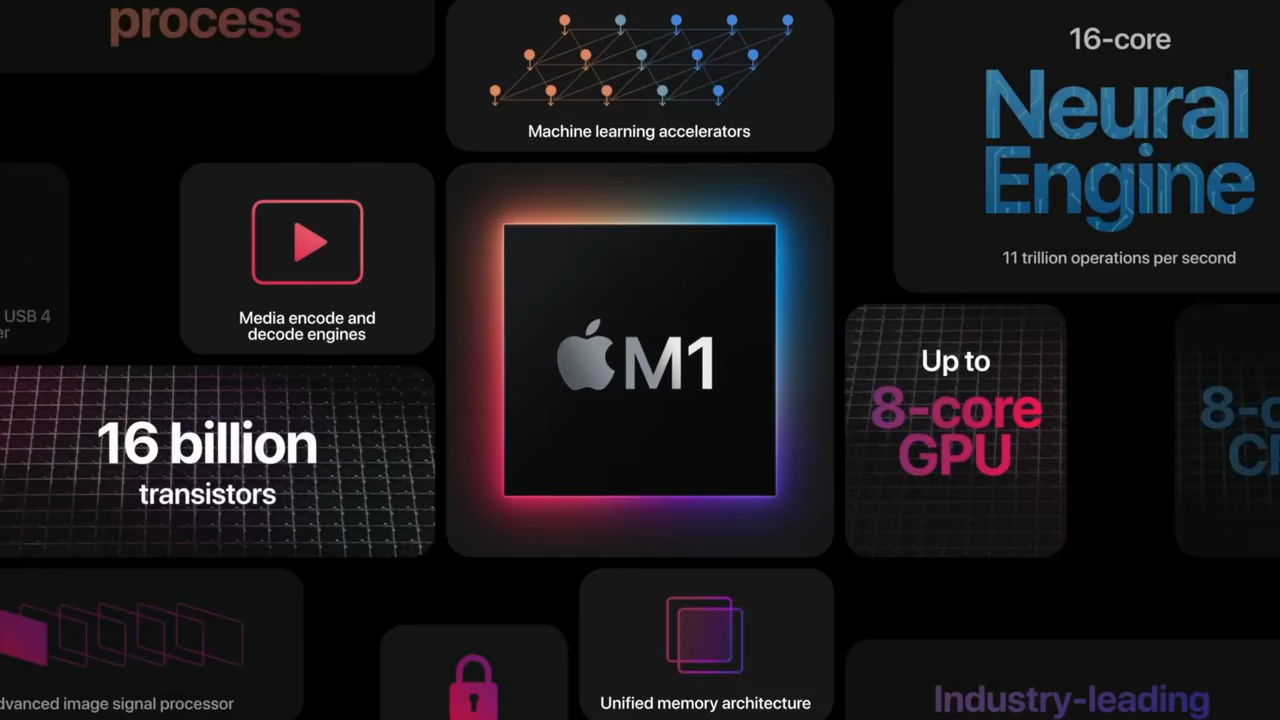 process
Machine learning accelerators
16-core
Neural
Engine
11 trillion operations per second
USB 4
Media encode and
decode engines
M1
Up to
8-core
GPU
16 billion
transistors
image signal processor
Unified memory architecture
Industry-leading